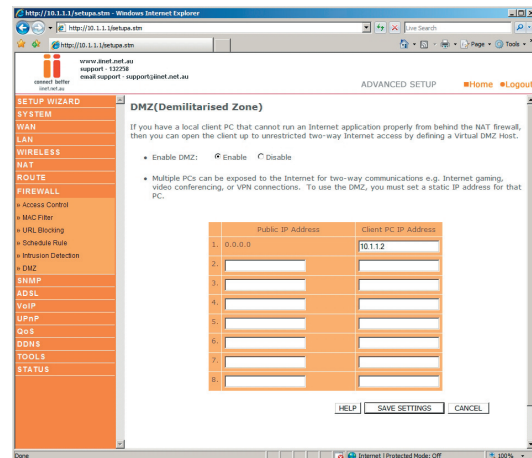 http://10.1.1.1/setupa.stm - Windows Internet Explorer
http://10.1.1.1/setupa.stm
Live Search
http://10.1.1.1/setupa.stm
Page
Tools
connect better
iinet.net.au
www.iinet.net.au
support - 132258
email support - support@iinet.net.au
ADVANCED SETUP
Home
Logout
SETUP WIZARD
SYSTEM
WAN
LAN
WIRELESS
NAT
ROUTE
FIREWALL
» Access Control
» MAC Filter
» URL Blocking
» Schedule Rule
» Intrusion Detection
» DMZ
SNMP
ADSL
VoIP
UPnP
QoS
DDNS
TOOLS
STATUS
DMZ(Demilitarised Zone)
If you have a local client PC that cannot run an Internet application properly from behind the NAT firewall,
then you can open the client up to unrestricted two-way Internet access by defining a Virtual DMZ Host.
• Enable DMZ: Enable Disable
• Multiple PCs can be exposed to the Internet for two-way communications e.g. Internet gaming,
video conferencing, or VPN connections. To use the DMZ, you must set a static IP address for that
PC.
Public IP Address Client PC IP Address
1. 0.0.0.0 10.1.1.2
2.
3.
4.
5.
6.
7.
8.
HELP SAVE SETTINGS CANCEL
Done
Internet | Protected Mode: Off
100%